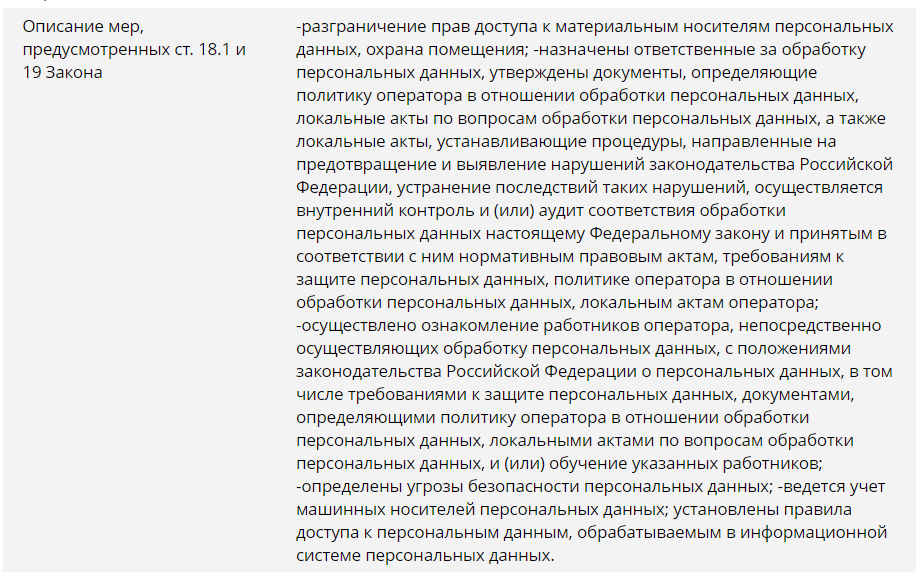 Описание мер,
предусмотренных ст. 18.1 и
19 Закона
-разграничение прав доступа к материальным носителям персональных
данных, охрана помещения; -назначены ответственные за обработку
персональных данных, утверждены документы, определяющие
политику оператора в отношении обработки персональных данных,
локальные акты по вопросам обработки персональных данных, а также
локальные акты, устанавливающие процедуры, направленные на
предотвращение и выявление нарушений законодательства Российской
Федерации, устранение последствий таких нарушений, осуществляется
внутренний контроль и (или) аудит соответствия обработки
персональных данных настоящему Федеральному закону и принятым в
соответствии с ним нормативным правовым актам, требованиям к
защите персональных данных, политике оператора в отношении
обработки персональных данных, локальным актам оператора;
-осуществлено ознакомление работников оператора, непосредственно
осуществляющих обработку персональных данных, с положениями
законодательства Российской Федерации о персональных данных, в том
числе требованиями к защите персональных данных, документами,
определяющими политику оператора в отношении обработки
персональных данных, локальными актами по вопросам обработки
персональных данных, и (или) обучение указанных работников;
-определены угрозы безопасности персональных данных; -ведется учет
машинных носителей персональных данных; установлены правила
доступа к персональным данным, обрабатываемым в информационной
системе персональных данных.